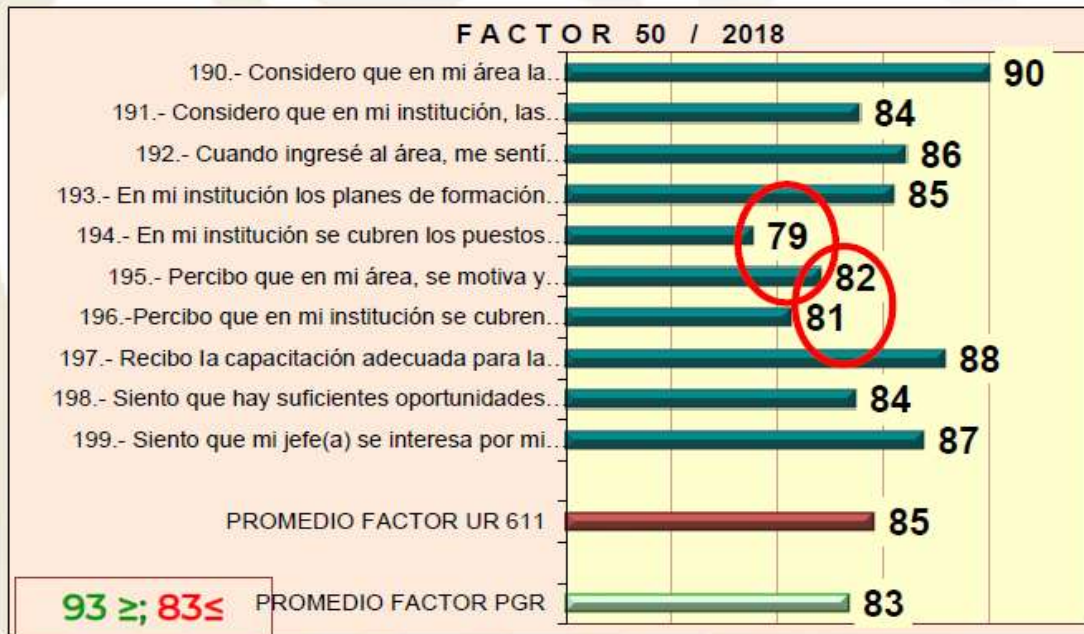 FACTOR 50 / 2018
190.- Considero que en mi área la.. 90
191.- Considero que en mi institución, las.. 84
192.- Cuando ingresé al área, me sentí.. 86
193.- En mi institución los planes de formación 85
194.- En mi institución se cubren los puestos.. 79
195.- Percibo que en mi área, se motiva y.. 82
196.-Percibo que en mi institución se cubren.. 81
197.- Recibo la capacitación adecuada para la.. 88
198.- Siento que hay suficientes oportunidades.. 84
199.- Siento que mi jefe(a) se interesa por mi.. 87
PROMEDIO FACTOR UR 611 85
PROMEDIO FACTOR PGR 83
93 ≥; 83≤